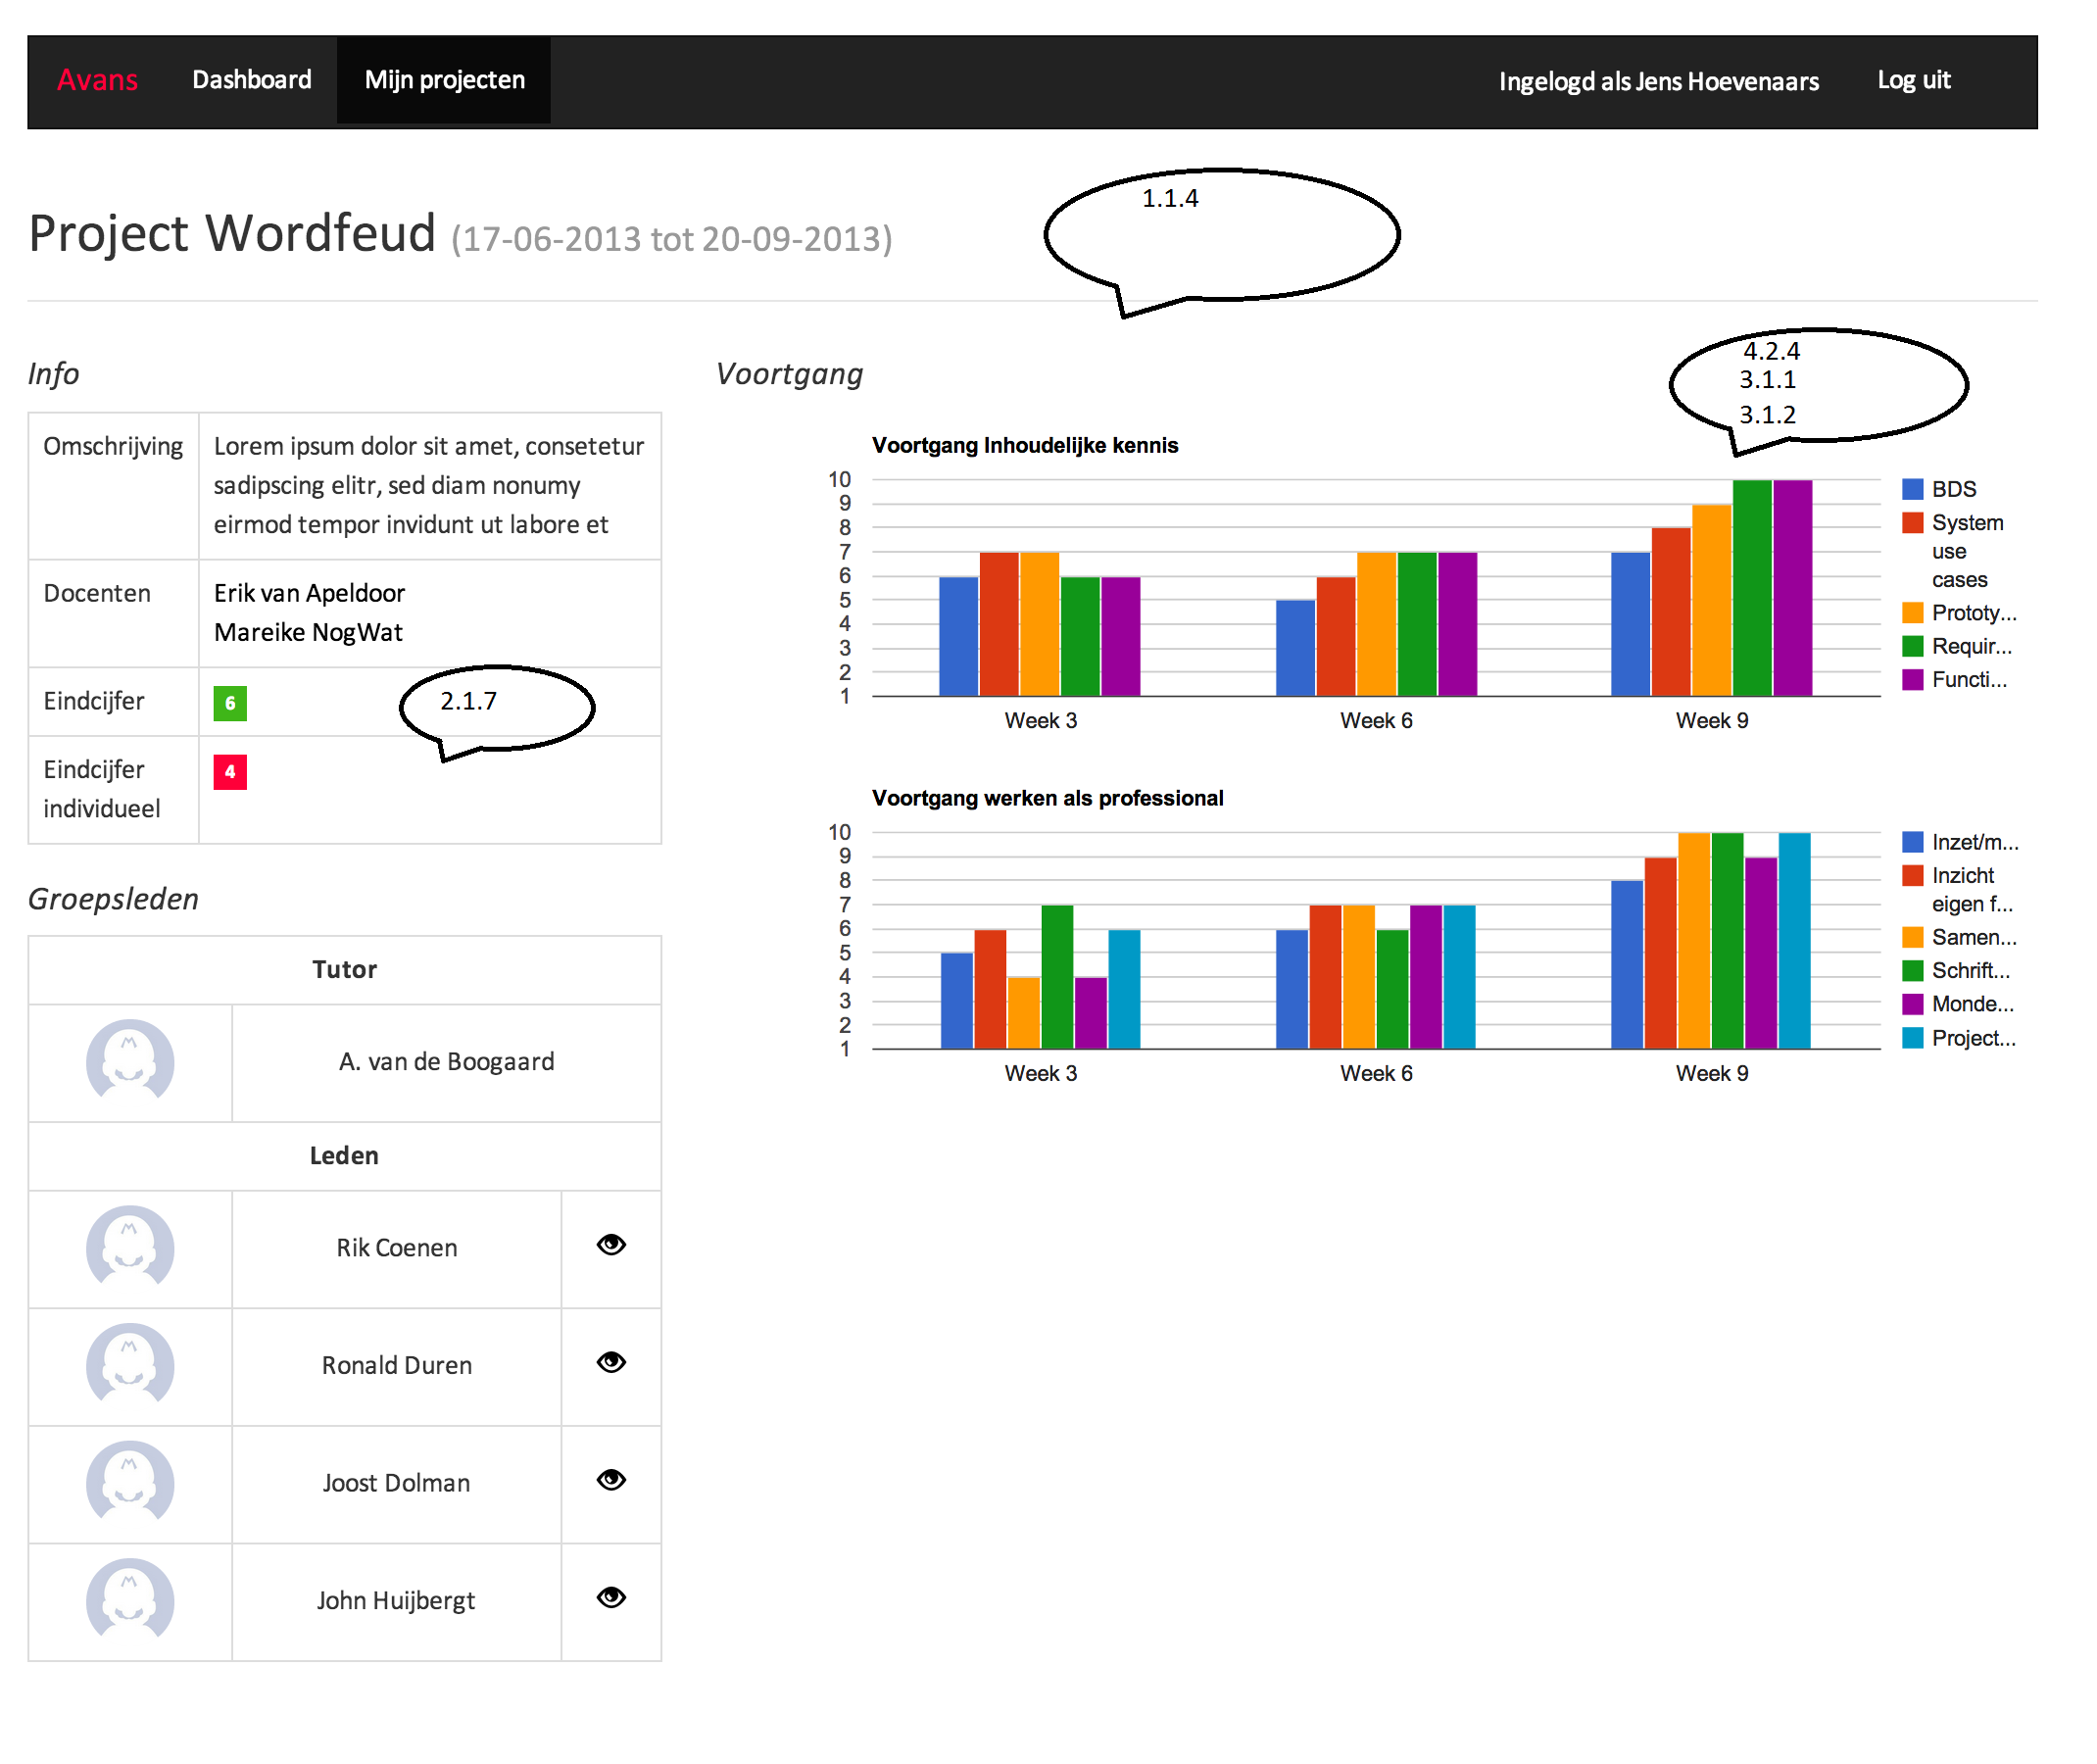 Avans Dashboard Mijn projecten Ingelogd als Jens Hoevenaars Log uit
Project Wordfeud (17-06-2013 tot 20-09-2013)
1.1.4
Info
Omschrijving
Lorem ipsum dolor sit amet, consetetur
sadipscing elitr, sed diam nonumy
eirmod tempor invidunt ut labore et
Docenten
Erik van Apeldoor
Mareike NogWat
Eindcijfer
6
2.1.7
Eindcijfer
individueel
4
Groepsleden
Tutor
A. van de Boogaard
Leden
Rik Coenen
Ronald Duren
Joost Dolman
John Huijbergt
Voortgang
4.2.4
3.1.1
3.1.2
Voortgang Inhoudelijke kennis
10
9
8
7
6
5
4
3
2
1
Week 3 Week 6 Week 9
BDS
System
use
cases
Prototy...
Requir...
Functi...
Voortgang werken als professional
10
9
8
7
6
5
4
3
2
1
Week 3 Week 6 Week 9
Inzet/m...
Inzicht
eigen f...
Samen...
Schrift...
Monde...
Project...